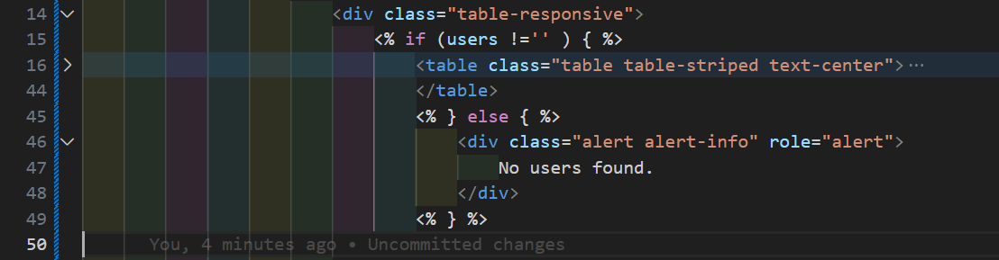 14 <div class="table-responsive">
15 <% if (users !='' ) { %>
16 <table class="table table-striped text-center">⋯
44 </table>
45 <% } else { %>
46 <div class="alert alert-info" role="alert">
47 No users found.
48 </div>
49 <% } %>
50 You, 4 minutes ago • Uncommitted changes